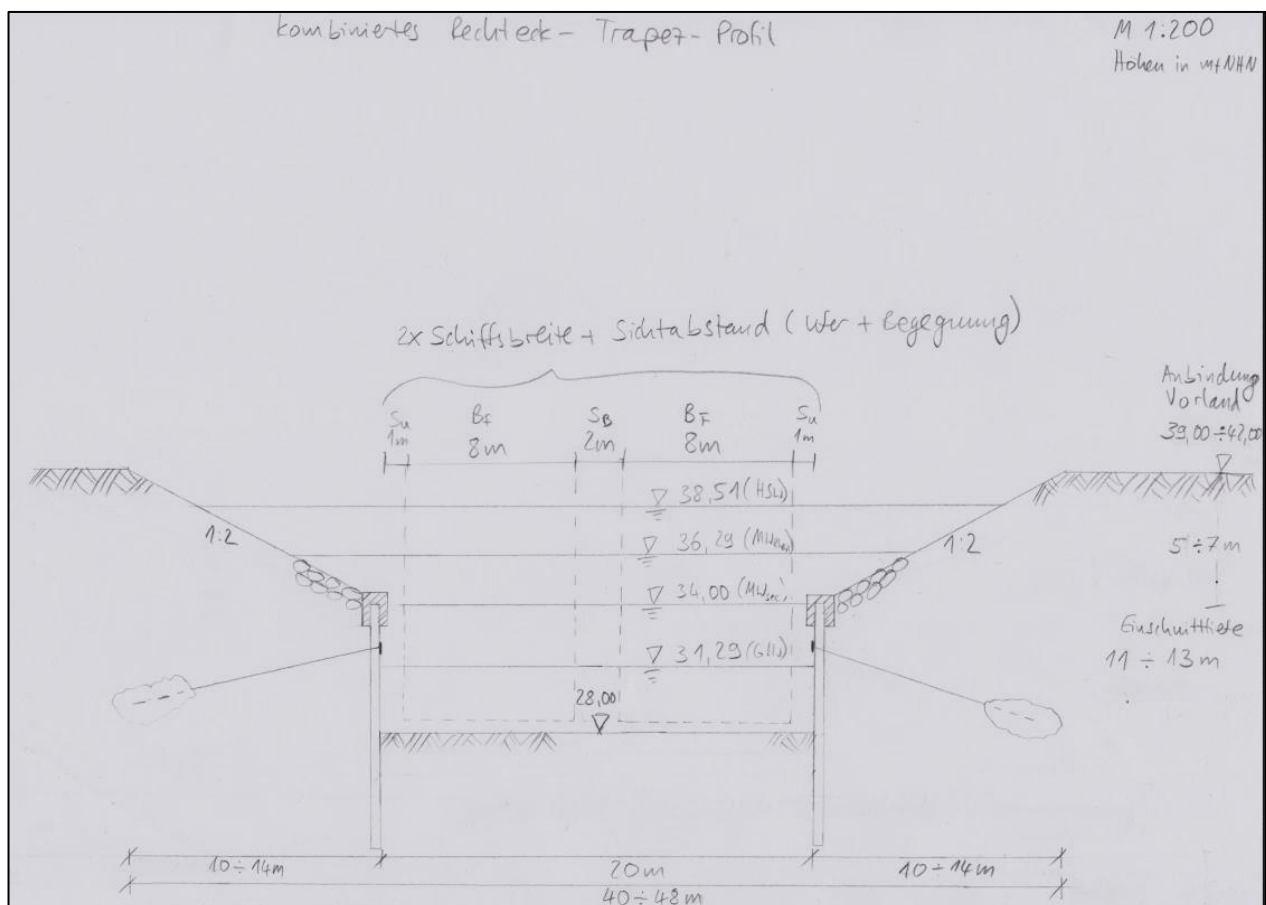 kombiniertes Rechteck - Trapez - Profil
M 1:200
Höhen in m+NHN
2x Schiffsbreite + Sichtabstand (Ufer + Begegnung)
Anbindung
Vorland
39,00 ÷ 42,00
Su
1m
Bf
8m
SB
2m
BF
8m
Su
1m
38,51 (HSW)
36,29
1:2
1:2
5 ÷ 7m
34,00
Einschnitttiefe
11 ÷ 13m
31,29
28,00
10 ÷ 14m
20m
10 ÷ 14m
40 ÷ 48m